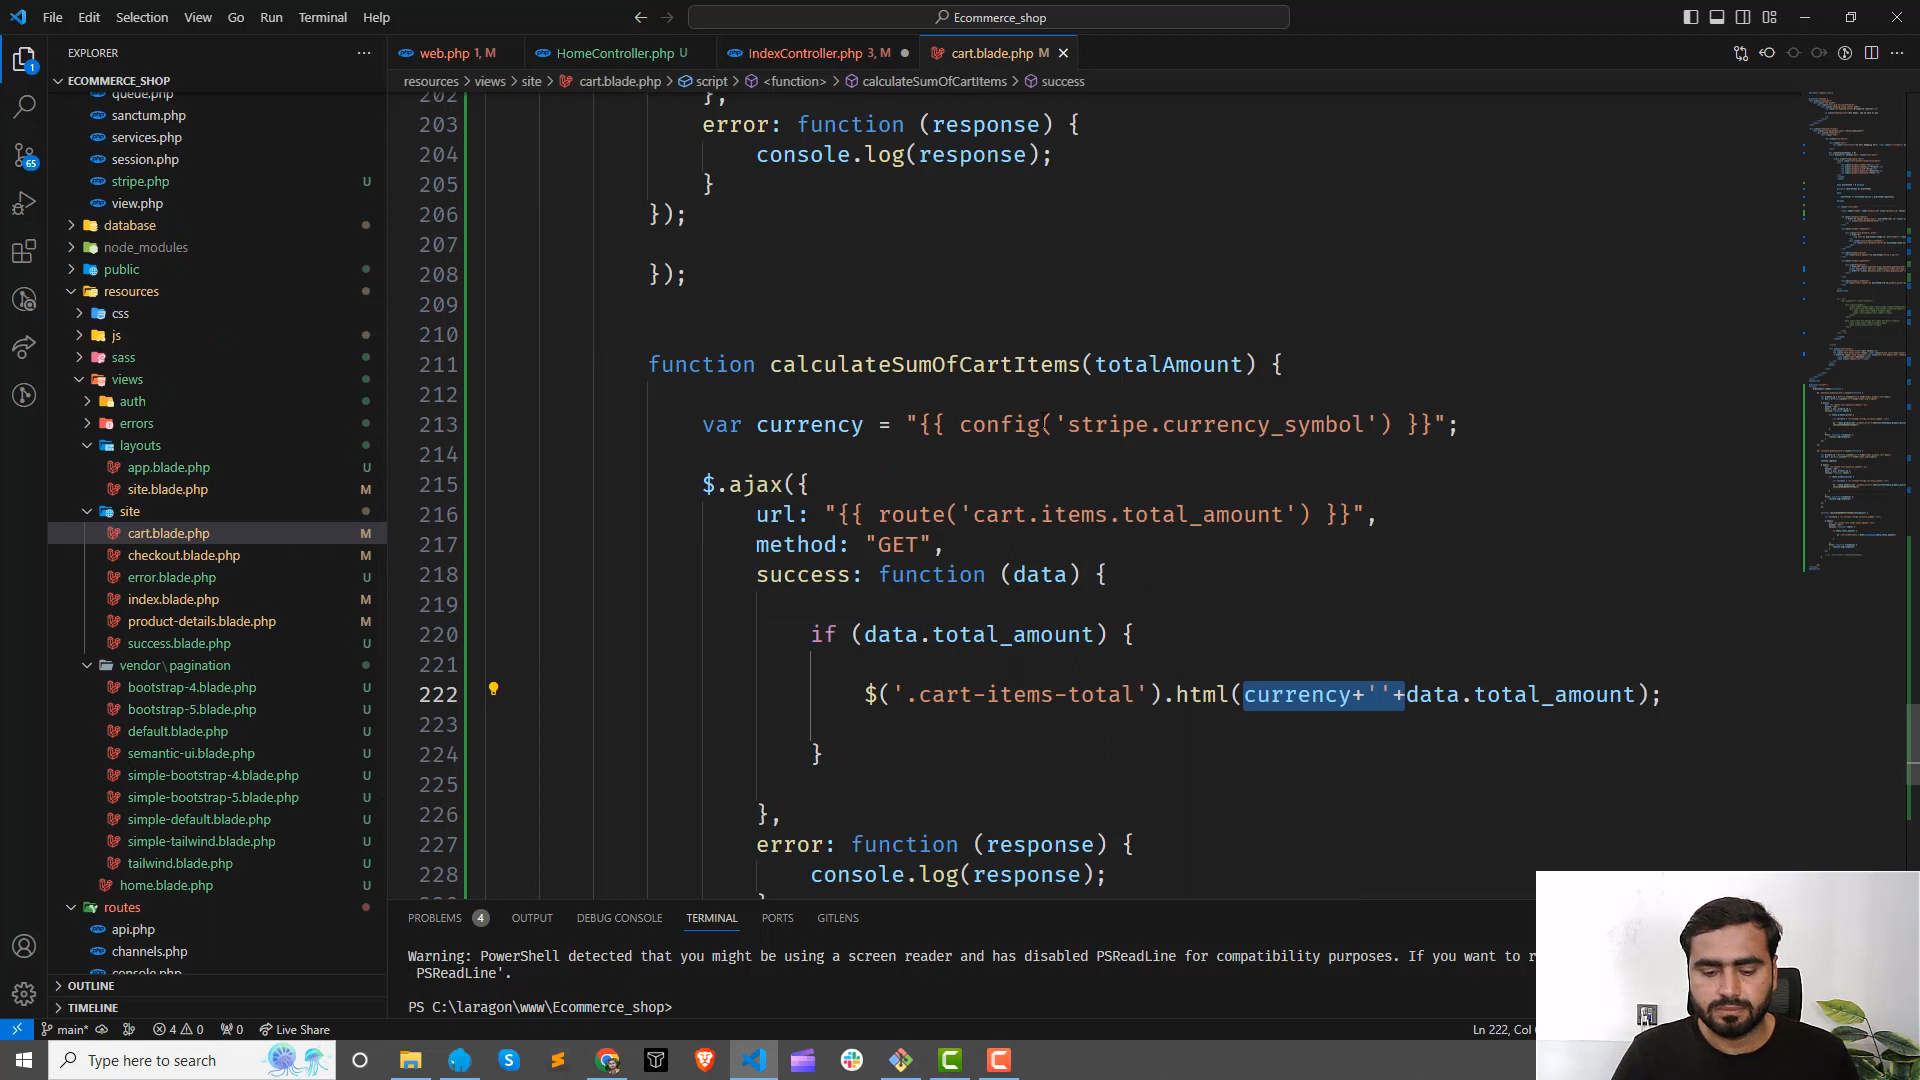 File Edit Selection View Go Run Terminal Help
Ecommerce_shop
EXPLORER
web.php 1, M
HomeController.php U
IndexController.php 3, M
cart.blade.php M
ECOMMERCE_SHOP
resources > views > site > cart.blade.php > script > <function> > calculateSumOfCartItems > success
queue.php
sanctum.php
services.php
session.php
stripe.php U
view.php
database
node_modules
public
resources
css
js
sass
views
auth
errors
layouts
app.blade.php U
site.blade.php M
site
cart.blade.php M
checkout.blade.php M
error.blade.php U
index.blade.php M
product-details.blade.php M
success.blade.php U
vendor\pagination
bootstrap-4.blade.php U
bootstrap-5.blade.php U
default.blade.php U
semantic-ui.blade.php U
simple-bootstrap-4.blade.php U
simple-bootstrap-5.blade.php U
simple-default.blade.php U
simple-tailwind.blade.php U
tailwind.blade.php U
home.blade.php U
routes
api.php
channels.php
console.php
OUTLINE
TIMELINE
202 },
203 error: function (response) {
204 console.log(response);
205 }
206 });
207
208 });
209
210
211 function calculateSumOfCartItems(totalAmount) {
212
213 var currency = "{{ config('stripe.currency_symbol') }}";
214
215 $.ajax({
216 url: "{{ route('cart.items.total_amount') }}",
217 method: "GET",
218 success: function (data) {
219
220 if (data.total_amount) {
221
222 $('.cart-items-total').html(currency+''+data.total_amount);
223
224 }
225
226 },
227 error: function (response) {
228 console.log(response);
PROBLEMS 4 OUTPUT DEBUG CONSOLE TERMINAL PORTS GITLENS
Warning: PowerShell detected that you might be using a screen reader and has disabled PSReadLine for compatibility purposes. If you want to
PSReadLine'.
PS C:\laragon\www\Ecommerce_shop>
main* 4 0 0 Live Share
Ln 222, Col
Type here to search
1
65